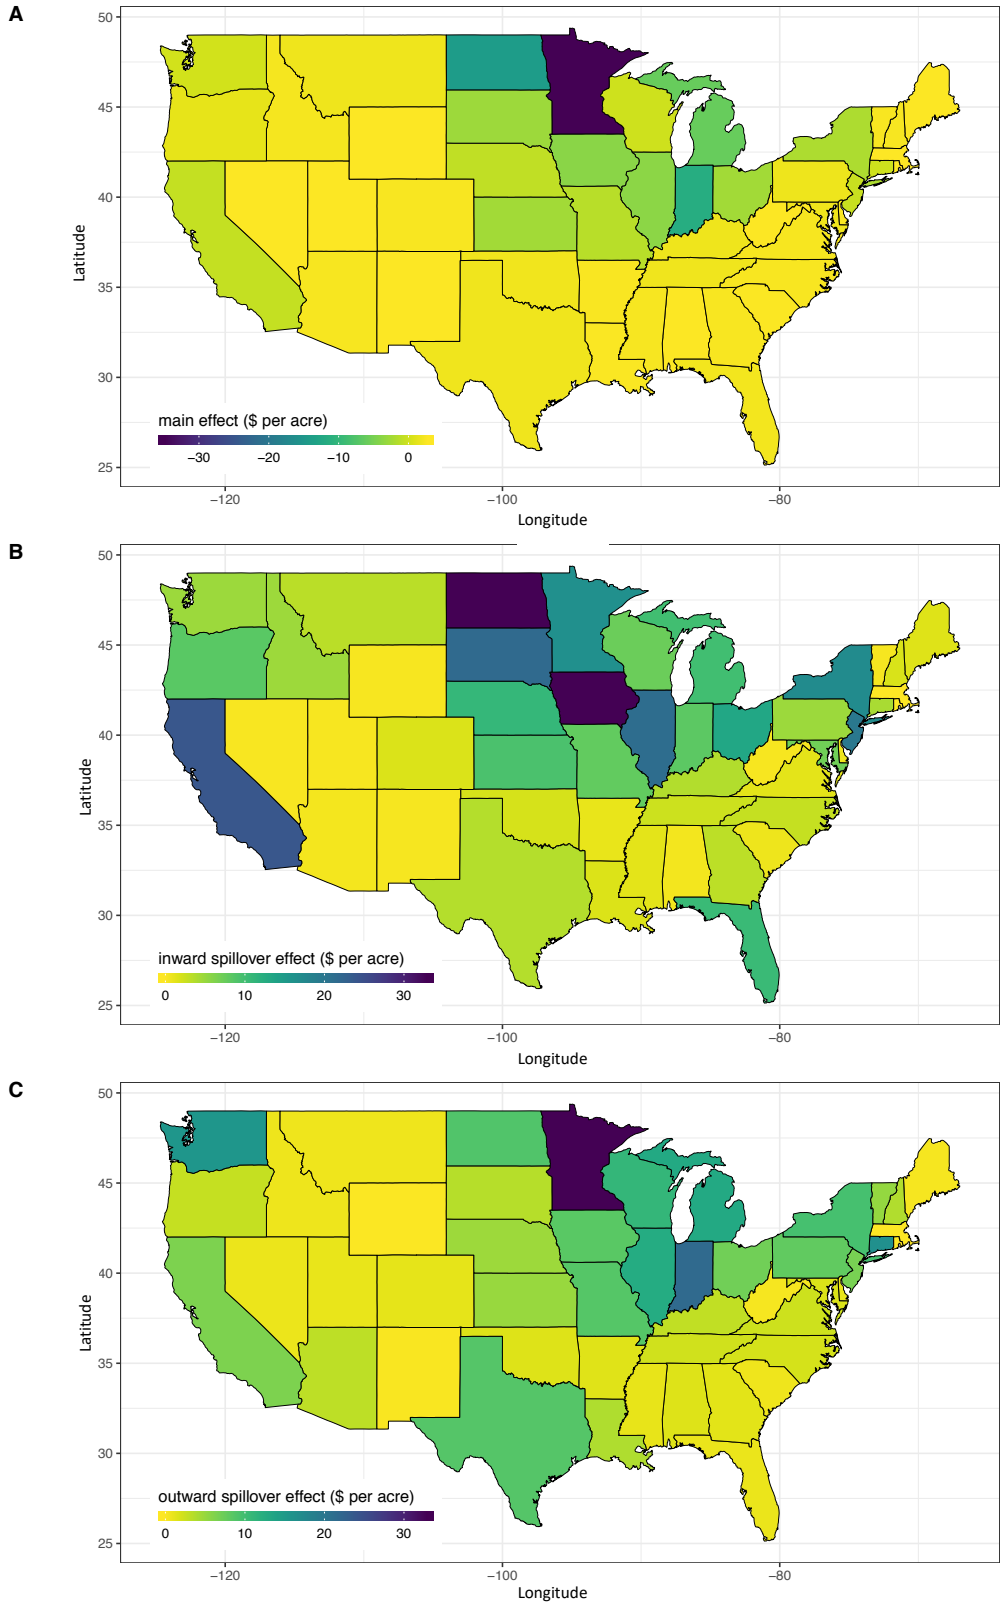 A
50
45
40
35
30
25
Latitude
main effect ($ per acre)
−30 −20 −10 0
−120 −100 −80
Longitude
B
50
45
40
35
30
25
Latitude
inward spillover effect ($ per acre)
0 10 20 30
−120 −100 −80
Longitude
C
50
45
40
35
30
25
Latitude
outward spillover effect ($ per acre)
0 10 20 30
−120 −100 −80
Longitude